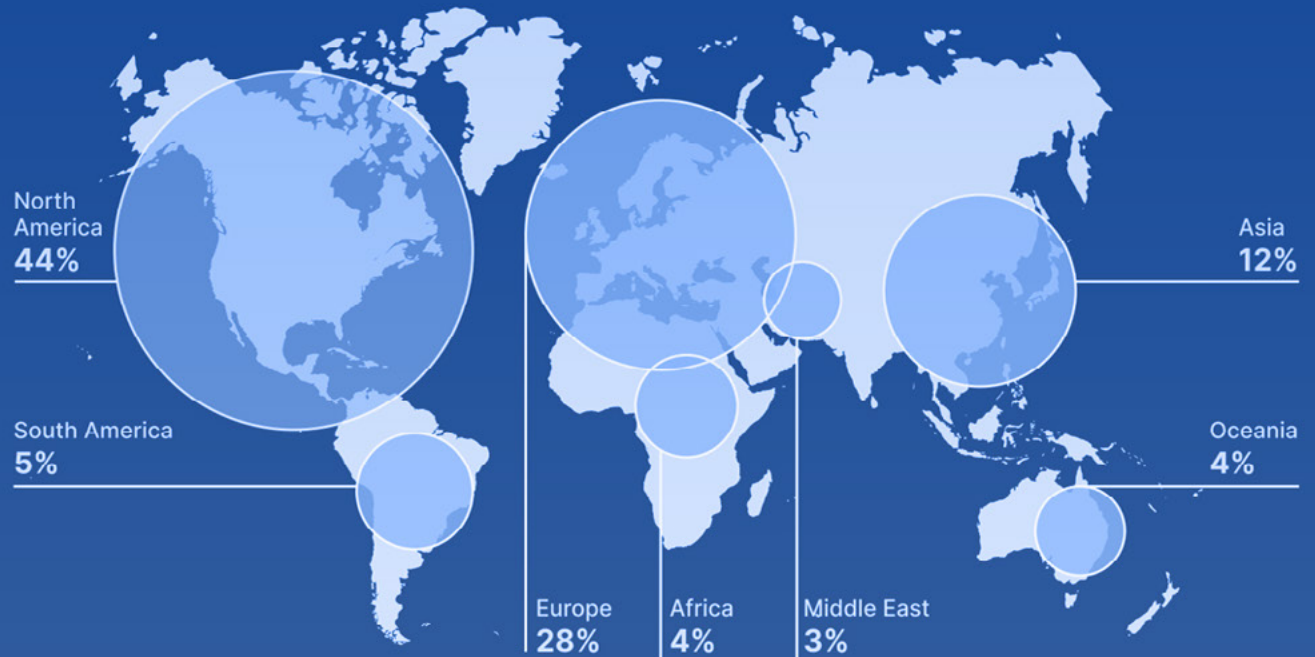 North
America
44%
South America
5%
Europe
28%
Africa
4%
Middle East
3%
Asia
12%
Oceania
4%